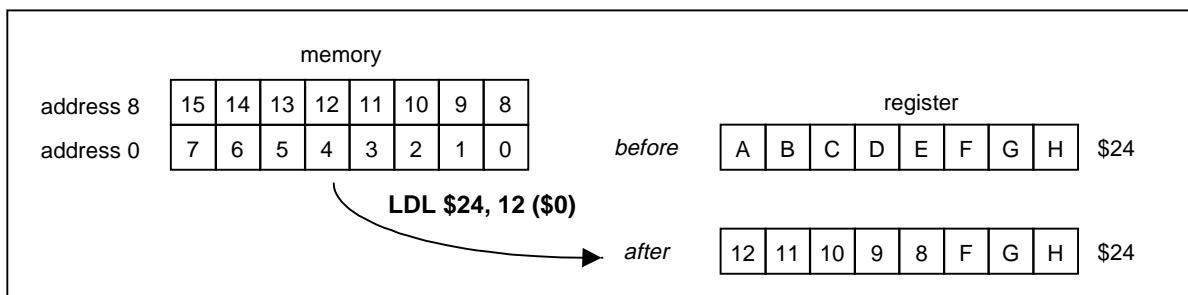 memory
address 8 15 14 13 12 11 10 9 8
register
address 0 7 6 5 4 3 2 1 0
before A B C D E F G H $24
LDL $24, 12 ($0)
after 12 11 10 9 8 F G H $24